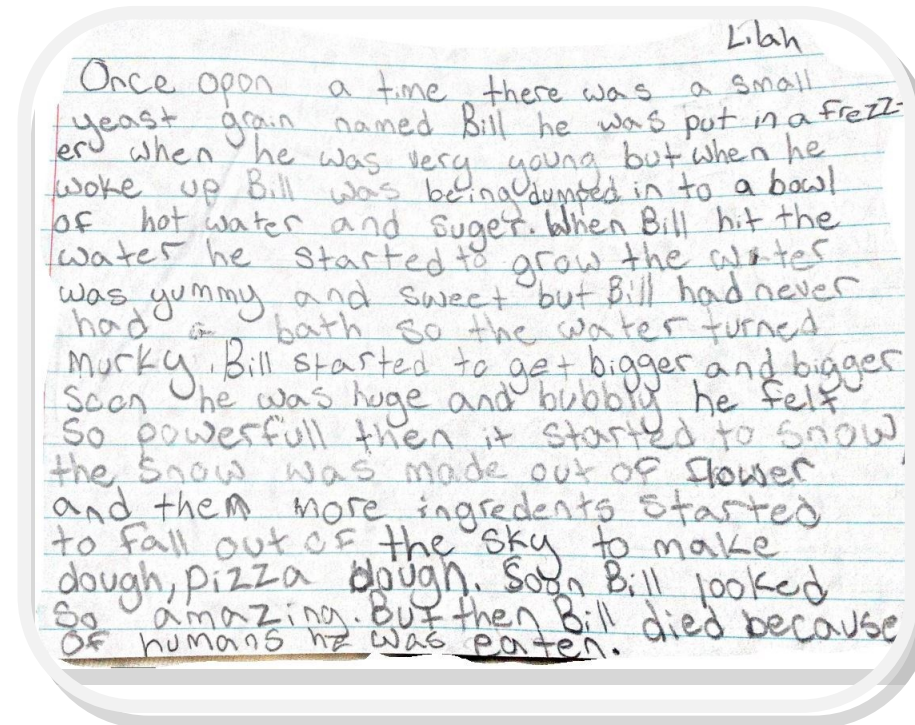 Lilah
Once opon a time there was a small
yeast grain named Bill he was put in a frezz-
er when he was very young but when he
woke up Bill was being dumped in to a bowl
of hot water and suger. When Bill hit the
water he started to grow the water
was yummy and sweet but Bill had never
had a bath so the water turned
murky. Bill started to get bigger and bigger
Soon he was huge and bubbly he felt
so powerfull then it started to snow
the snow was made out of flower
and them more ingredents started
to fall out of the sky to make
dough, pizza dough. Soon Bill looked
so amazing. But then Bill died because
of humans he was eaten.